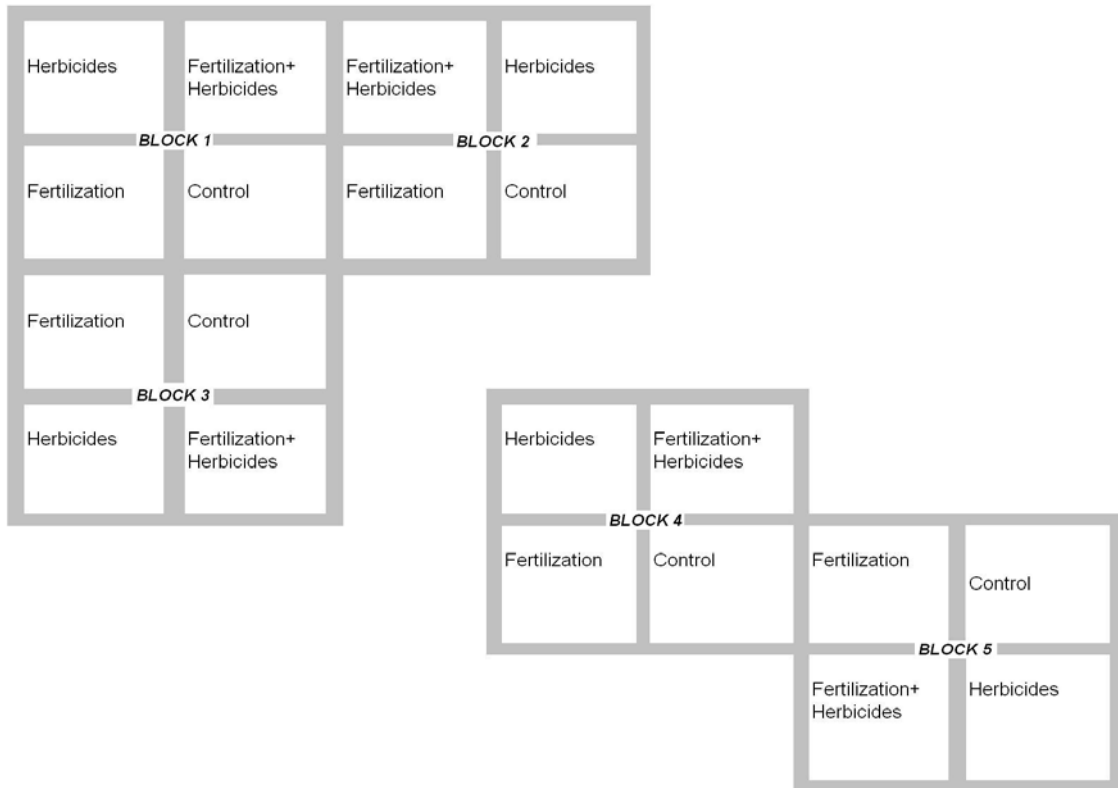 Herbicides
Fertilization+
Herbicides
Fertilization+
Herbicides
Herbicides
BLOCK 1
BLOCK 2
Fertilization
Control
Fertilization
Control
Fertilization
Control
BLOCK 3
Herbicides
Fertilization+
Herbicides
Herbicides
Fertilization+
Herbicides
BLOCK 4
Fertilization
Control
Fertilization
Control
BLOCK 5
Fertilization+
Herbicides
Herbicides